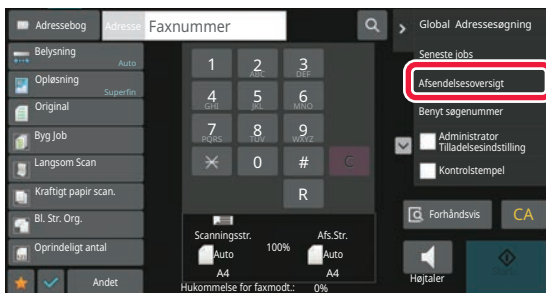 Adressebog
Adresse
Faxnummer
Global Adressesøgning
Belysning
Auto
Opløsning
Superfin
Original
Byg Job
Langsom Scan
Kraftigt papir scan.
Bl. Str. Org.
Oprindeligt antal
Andet
1
2 ABC
3 DEF
4 GHI
5 JKL
6 MNO
7 PQRS
8 TUV
9 WXYZ
0
#
C
R
Scanningsstr.
Afs.Str.
Auto
100%
Auto
A4
A4
Hukommelse for faxmodt.: 0%
Seneste jobs
Afsendelsesoversigt
Benyt søgenummer
Administrator
Tilladelsesindstilling
Kontrolstempel
Forhåndsvis
CA
Højtaler